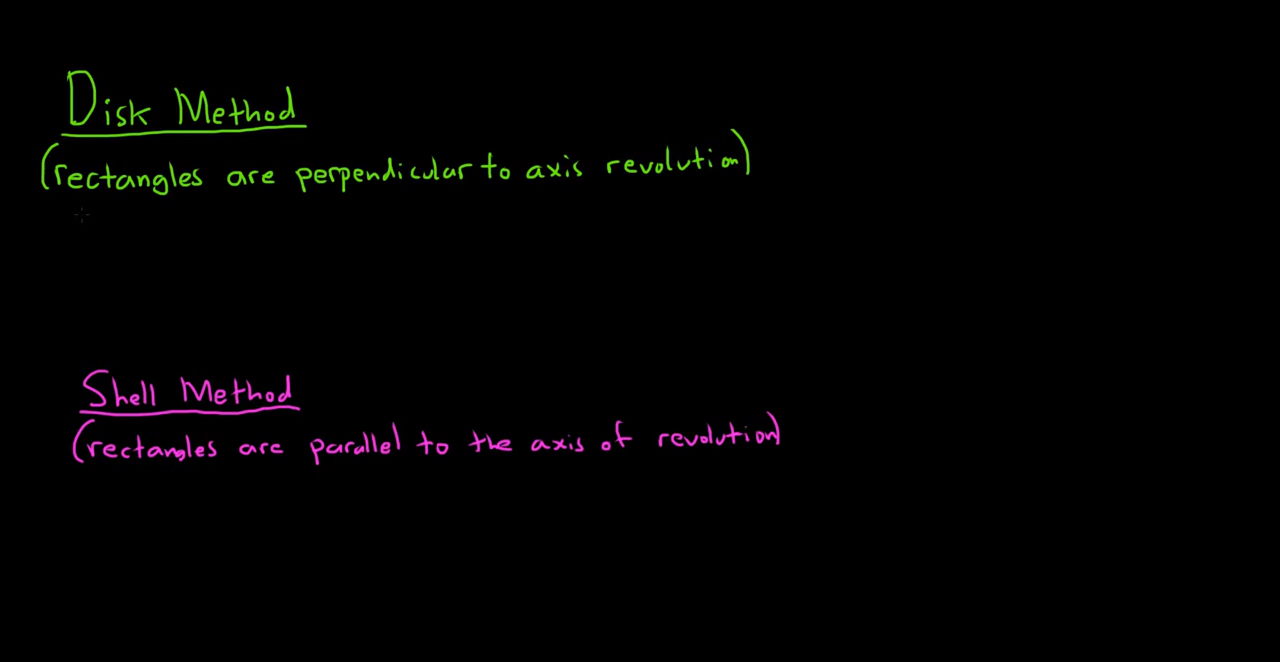 Disk Method
(rectangles are perpendicular to axis revolution)
Shell Method
(rectangles are parallel to the axis of revolution)